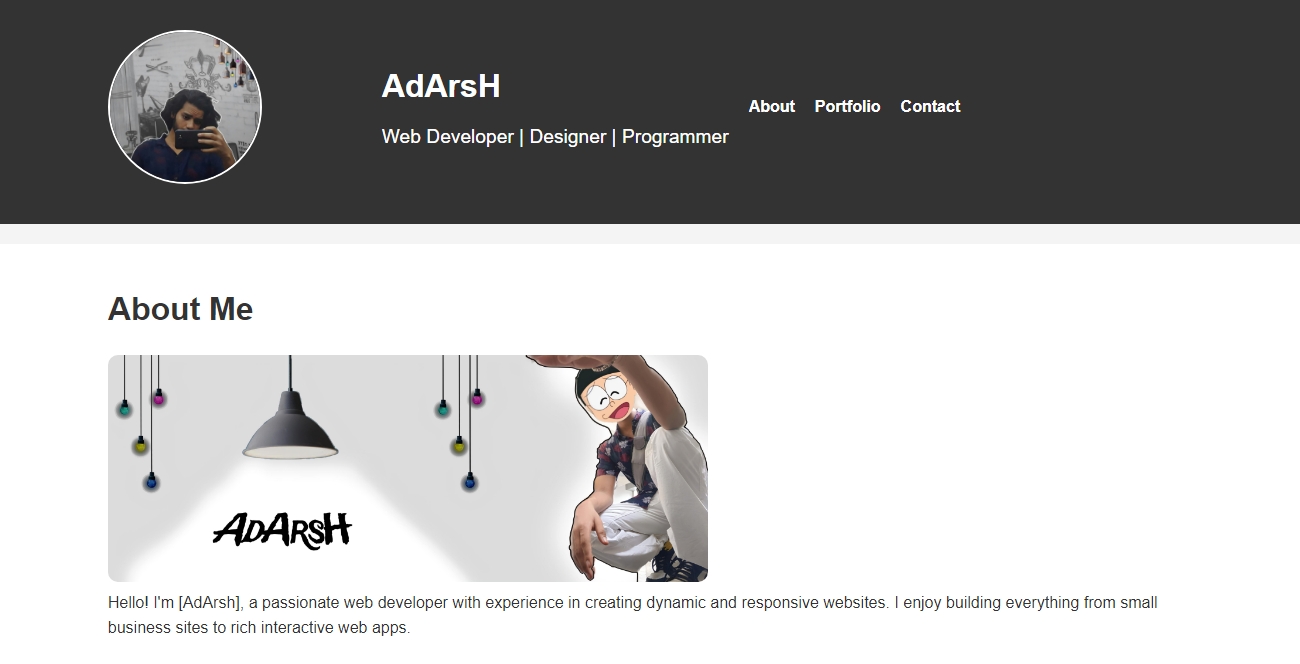 AdArsH
Web Developer | Designer | Programmer
About Portfolio Contact
About Me
ADARSH
Hello! I'm [AdArsh], a passionate web developer with experience in creating dynamic and responsive websites. I enjoy building everything from small
business sites to rich interactive web apps.